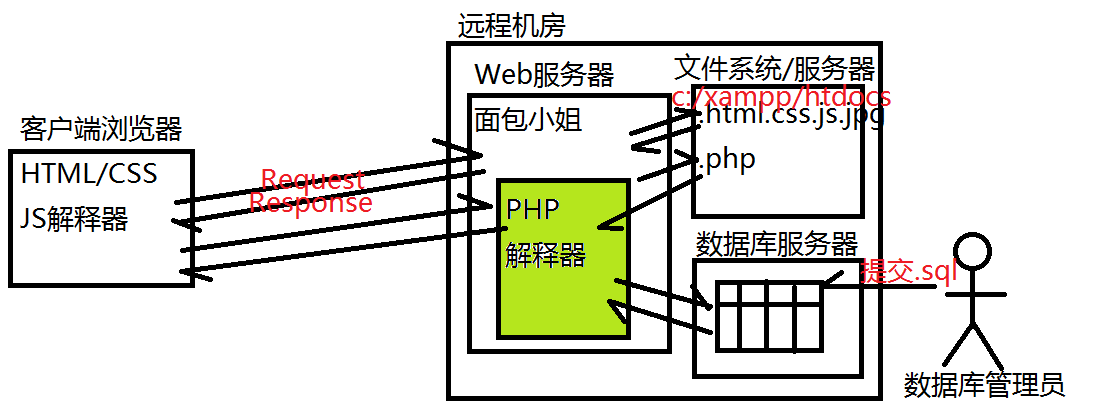 远程机房
Web服务器
文件系统/服务器
c:/xampp/htdocs
面包小姐
.html.css.js.jpg
客户端浏览器
.php
HTML/CSS
Request
Response
JS解释器
PHP
解释器
数据库服务器
提交.sql
数据库管理员